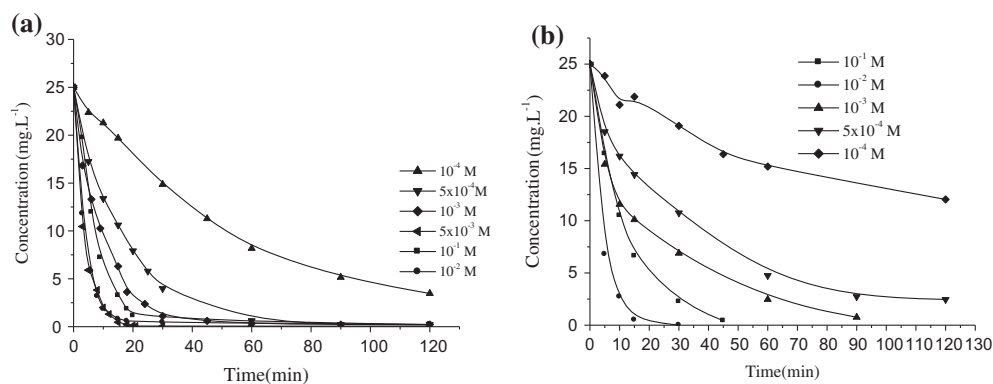 (a)
30
25
20
15
10
5
0
Concentration (mg.L⁻¹)
0 20 40 60 80 100 120
Time(min)
10⁻⁴ M
5x10⁻⁴M
10⁻³ M
5x10⁻³ M
10⁻¹ M
10⁻² M
(b)
25
20
15
10
5
0
Concentration (mg.L⁻¹)
0 10 20 30 40 50 60 70 80 90 100 110 120 130
Time(min)
10⁻¹ M
10⁻² M
10⁻³ M
5x10⁻⁴ M
10⁻⁴ M